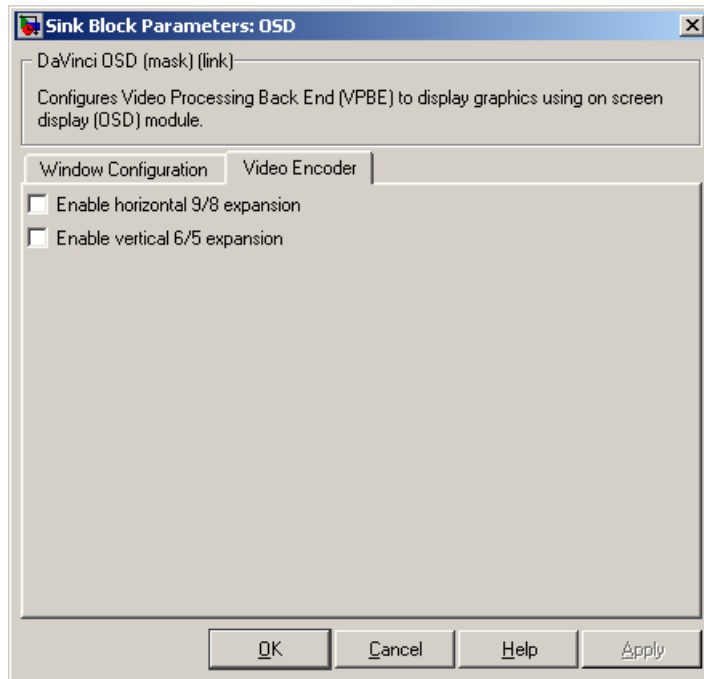 Sink Block Parameters: OSD
DaVinci OSD (mask) (link)
Configures Video Processing Back End (VPBE) to display graphics using on screen
display (OSD) module.
Window Configuration Video Encoder
Enable horizontal 9/8 expansion
Enable vertical 6/5 expansion
OK Cancel Help Apply